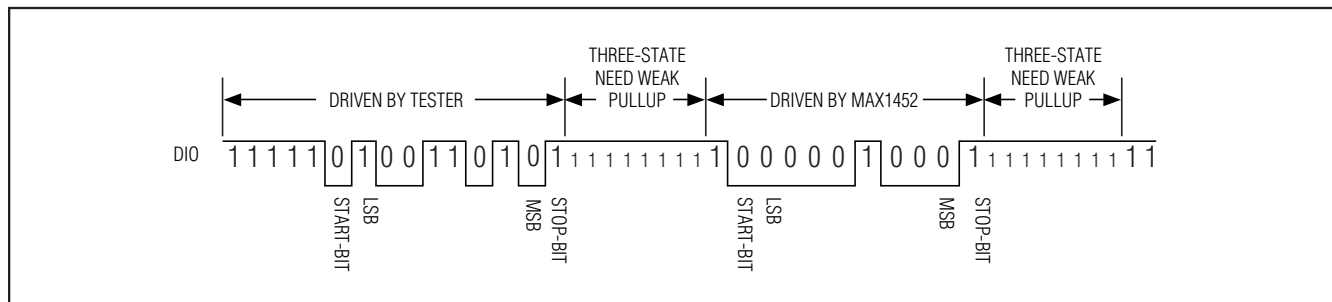 THREE-STATE
NEED WEAK
PULLUP
THREE-STATE
NEED WEAK
PULLUP
DRIVEN BY TESTER
DRIVEN BY MAX1452
DIO
1 1 1 1 1 0 1 0 0 1 1 0 1 0 1 1 1 1 1 1 1 1 1 1 0 0 0 0 0 1 0 0 0 1 1 1 1 1 1 1 1 1 1 1
START-BIT
LSB
MSB
STOP-BIT
START-BIT
LSB
MSB
STOP-BIT